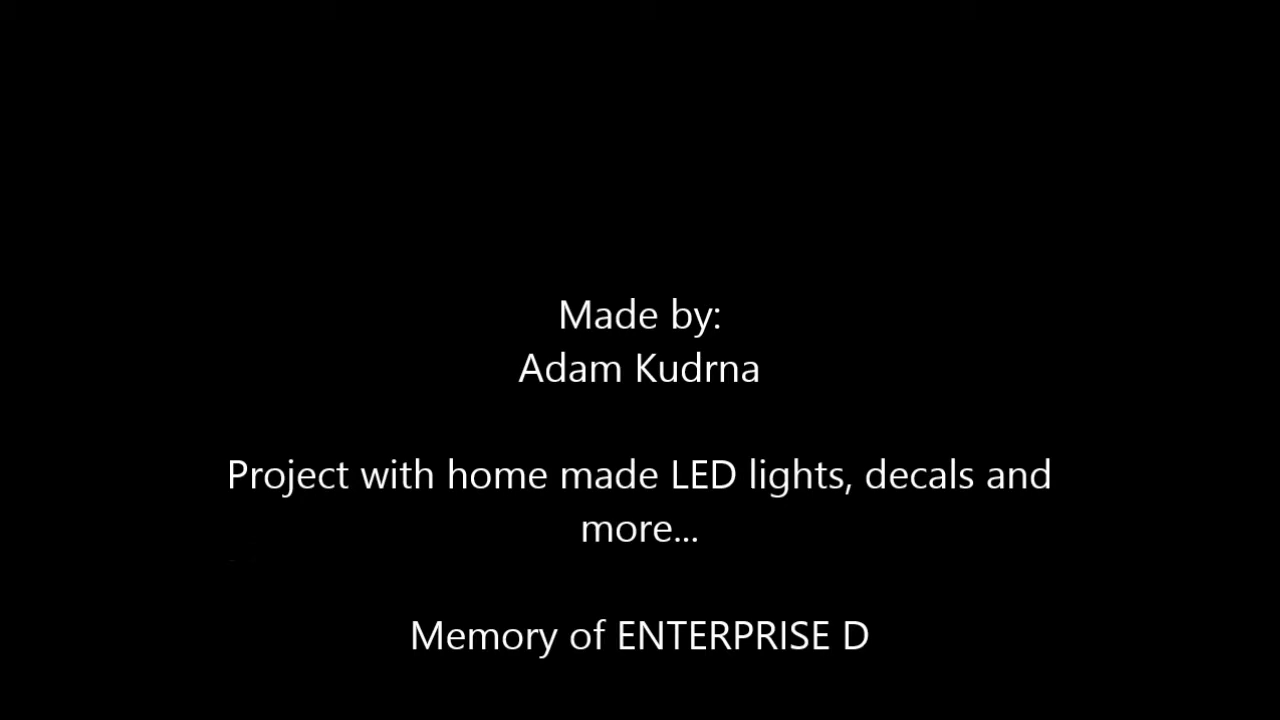 Made by:
Adam Kudrna
Project with home made LED lights, decals and
more...
Memory of ENTERPRISE D